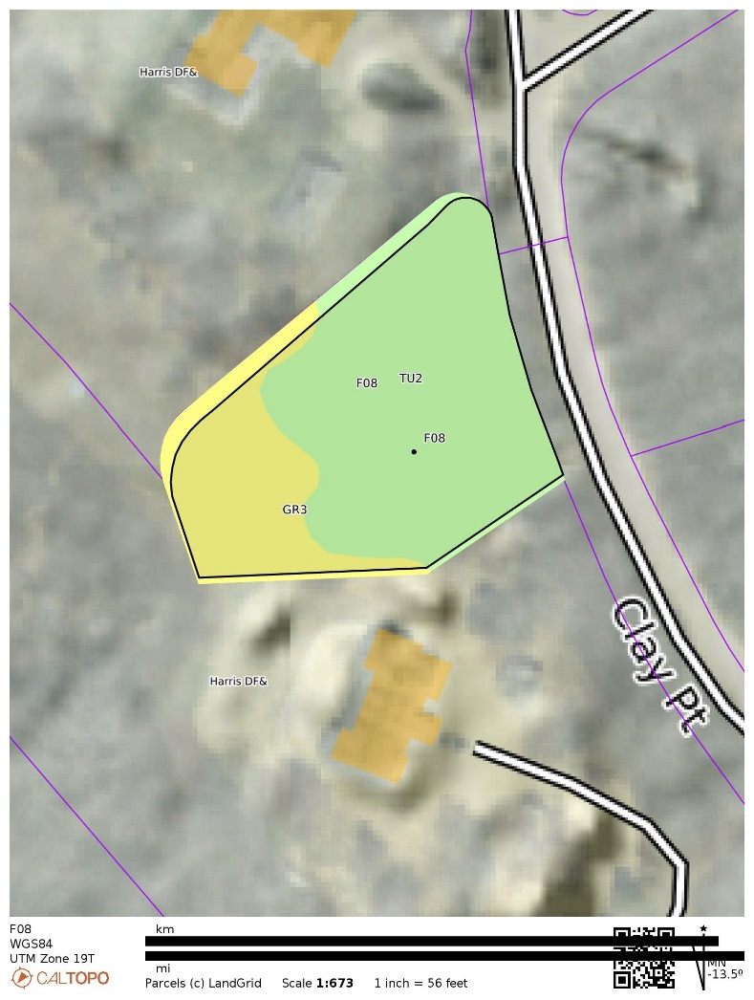 Harris DF&
F08
TU2
F08
GR3
Clay Pt
Harris DF&
F08
WGS84
UTM Zone 19T
CALTOPO
km
mi
Parcels (c) LandGrid Scale 1:673 1 inch = 56 feet
MN
-13.5º